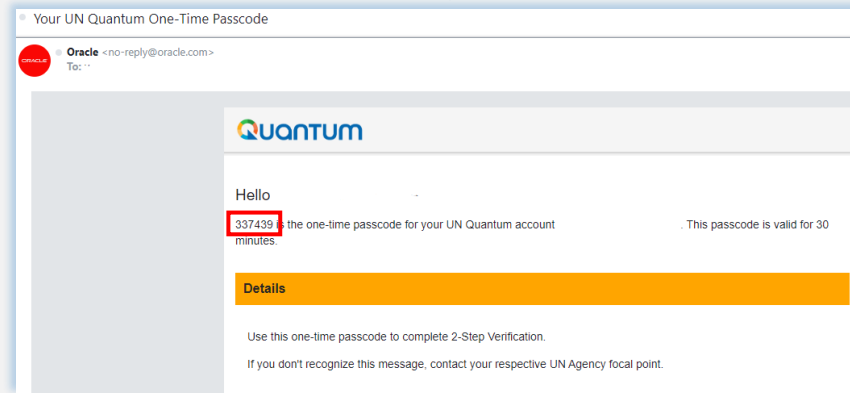 Your UN Quantum One-Time Passcode
ORACLE
Oracle <no-reply@oracle.com>
To:
Quantum
Hello
337439 is the one-time passcode for your UN Quantum account . This passcode is valid for 30
minutes.
Details
Use this one-time passcode to complete 2-Step Verification.
If you don't recognize this message, contact your respective UN Agency focal point.